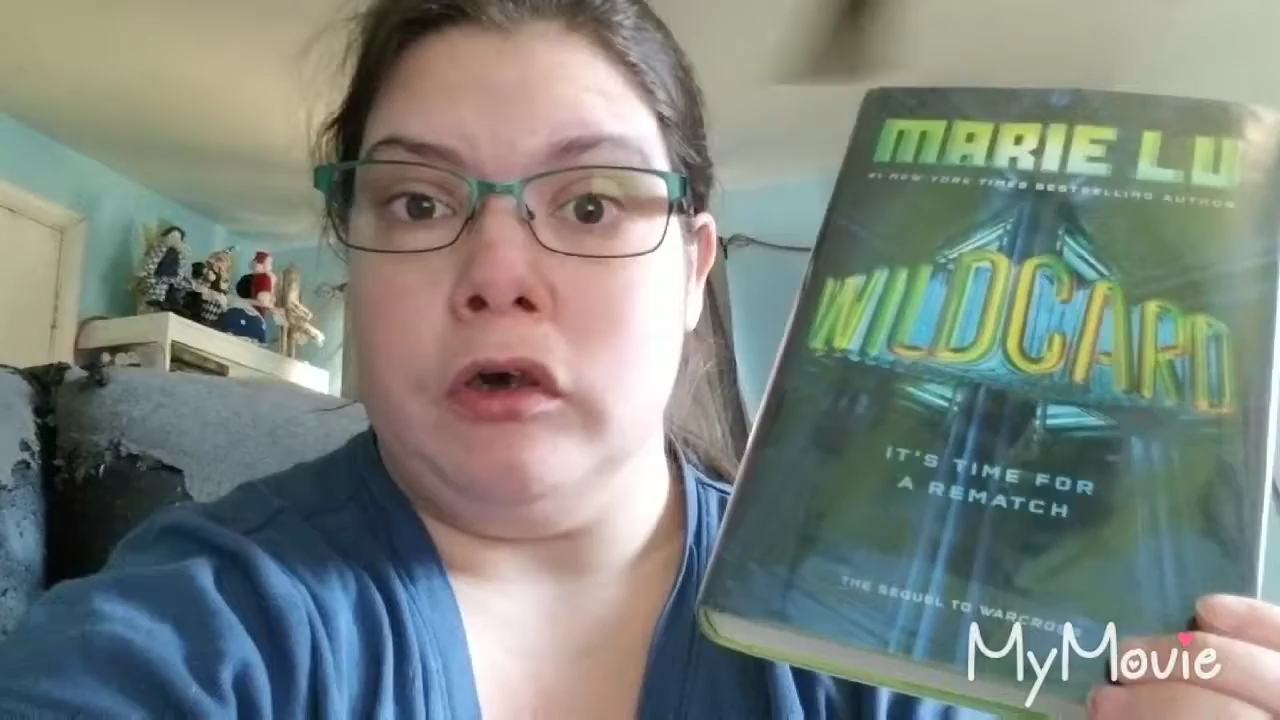 MARIE LU
#1 NEW YORK TIMES BESTSELLING AUTHOR
WILDCARD
IT'S TIME FOR
A REMATCH
THE SEQUEL TO WARCROSS
MyMovie